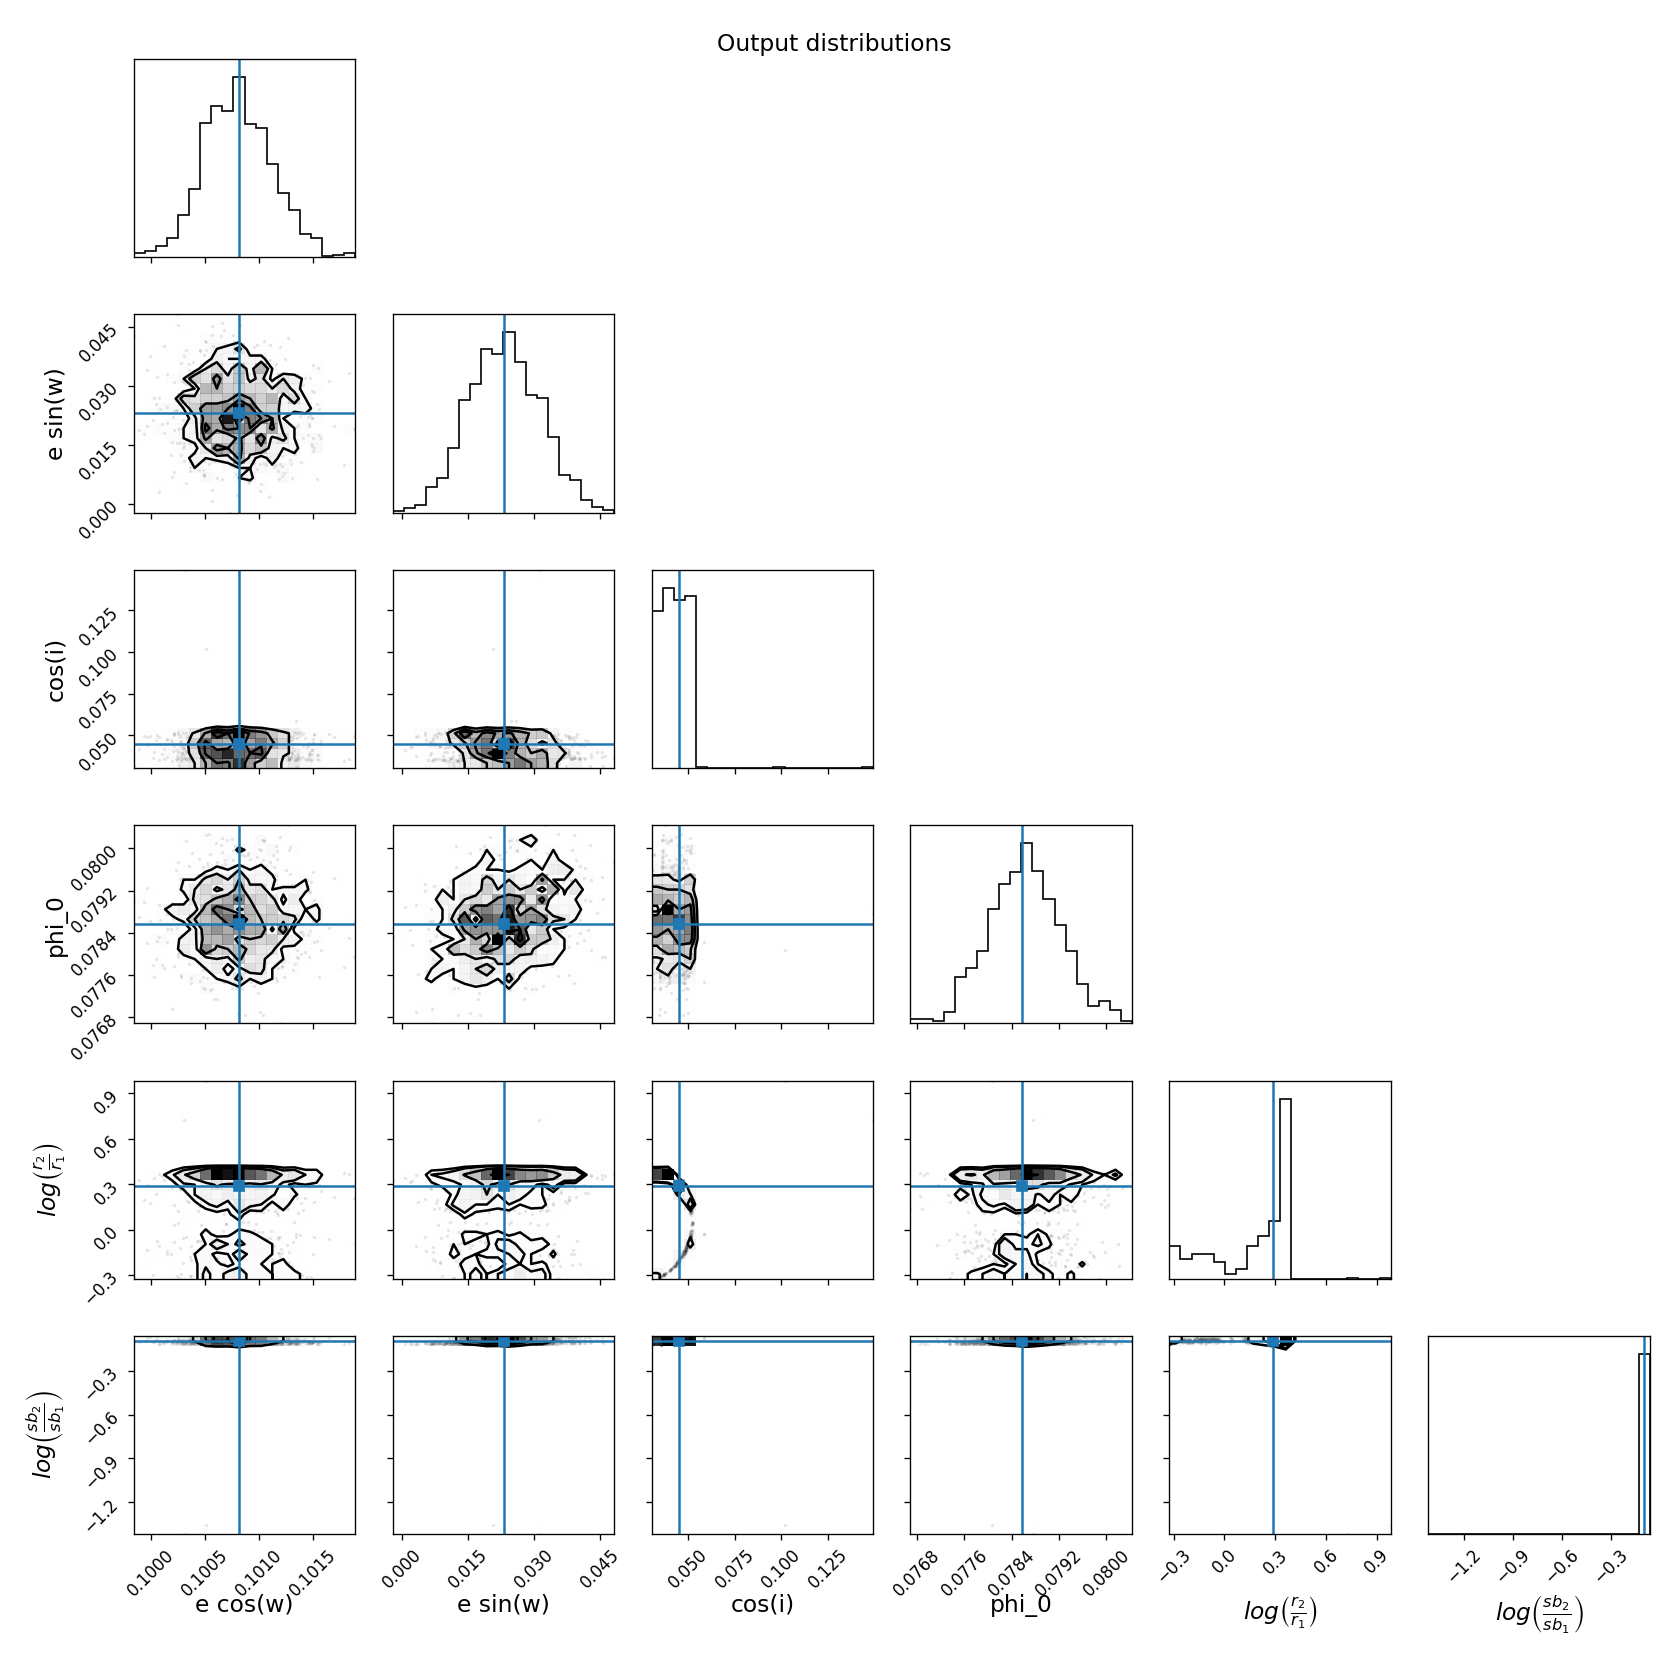 Output distributions
e sin(w)
0.045
0.030
0.015
0.000
cos(i)
0.125
0.100
0.075
0.050
phi_0
0.0800
0.0792
0.0784
0.0776
0.0768
log(r₂/r₁)
0.9
0.6
0.3
0.0
−0.3
log(sb₂/sb₁)
−0.3
−0.6
−0.9
−1.2
0.1000 0.1005 0.1010 0.1015
0.000 0.015 0.030 0.045
0.050 0.075 0.100 0.125
0.0768 0.0776 0.0784 0.0792 0.0800
−0.3 0.0 0.3 0.6 0.9
−1.2 −0.9 −0.6 −0.3
e cos(w)
e sin(w)
cos(i)
phi_0
log(r₂/r₁)
log(sb₂/sb₁)